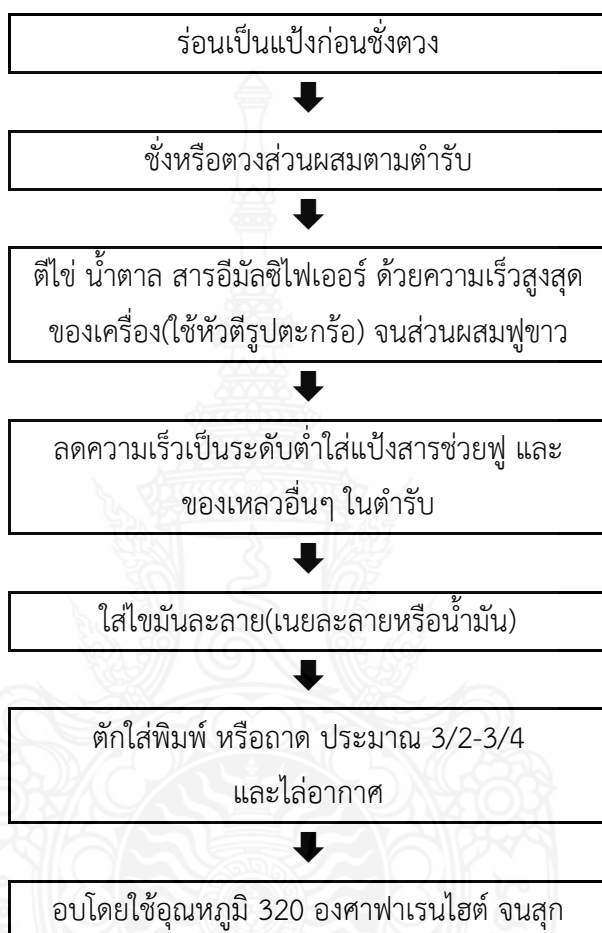 ร่อนเป็นแป้งก่อนชั่งตวง
ชั่งหรือตวงส่วนผสมตามตำรับ
ตีไข่ น้ำตาล สารอีมัลซิไฟเออร์ ด้วยความเร็วสูงสุด
ของเครื่อง(ใช้หัวตีรูปตะกร้อ) จนส่วนผสมฟูขาว
ลดความเร็วเป็นระดับต่ำใส่แป้งสารช่วยฟู และ
ของเหลวอื่นๆ ในตำรับ
ใส่ไขมันละลาย(เนยละลายหรือน้ำมัน)
ตักใส่พิมพ์ หรือถาด ประมาณ 3/2-3/4
และไล่อากาศ
อบโดยใช้อุณหภูมิ 320 องศาฟาเรนไฮต์ จนสุก